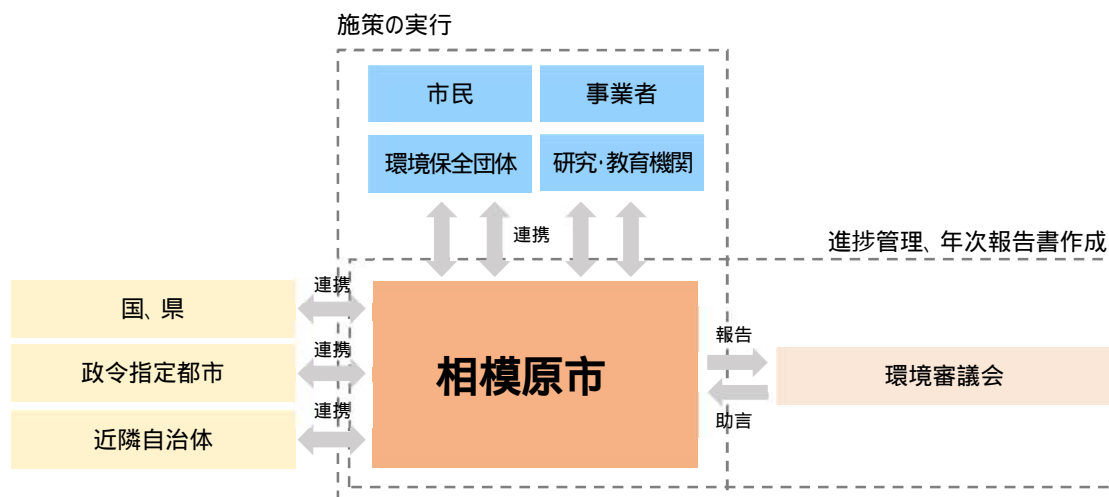 施策の実行
市民
事業者
環境保全団体
研究・教育機関
連携
進捗管理、年次報告書作成
国、県
連携
政令指定都市
連携
近隣自治体
連携
相模原市
報告
助言
環境審議会